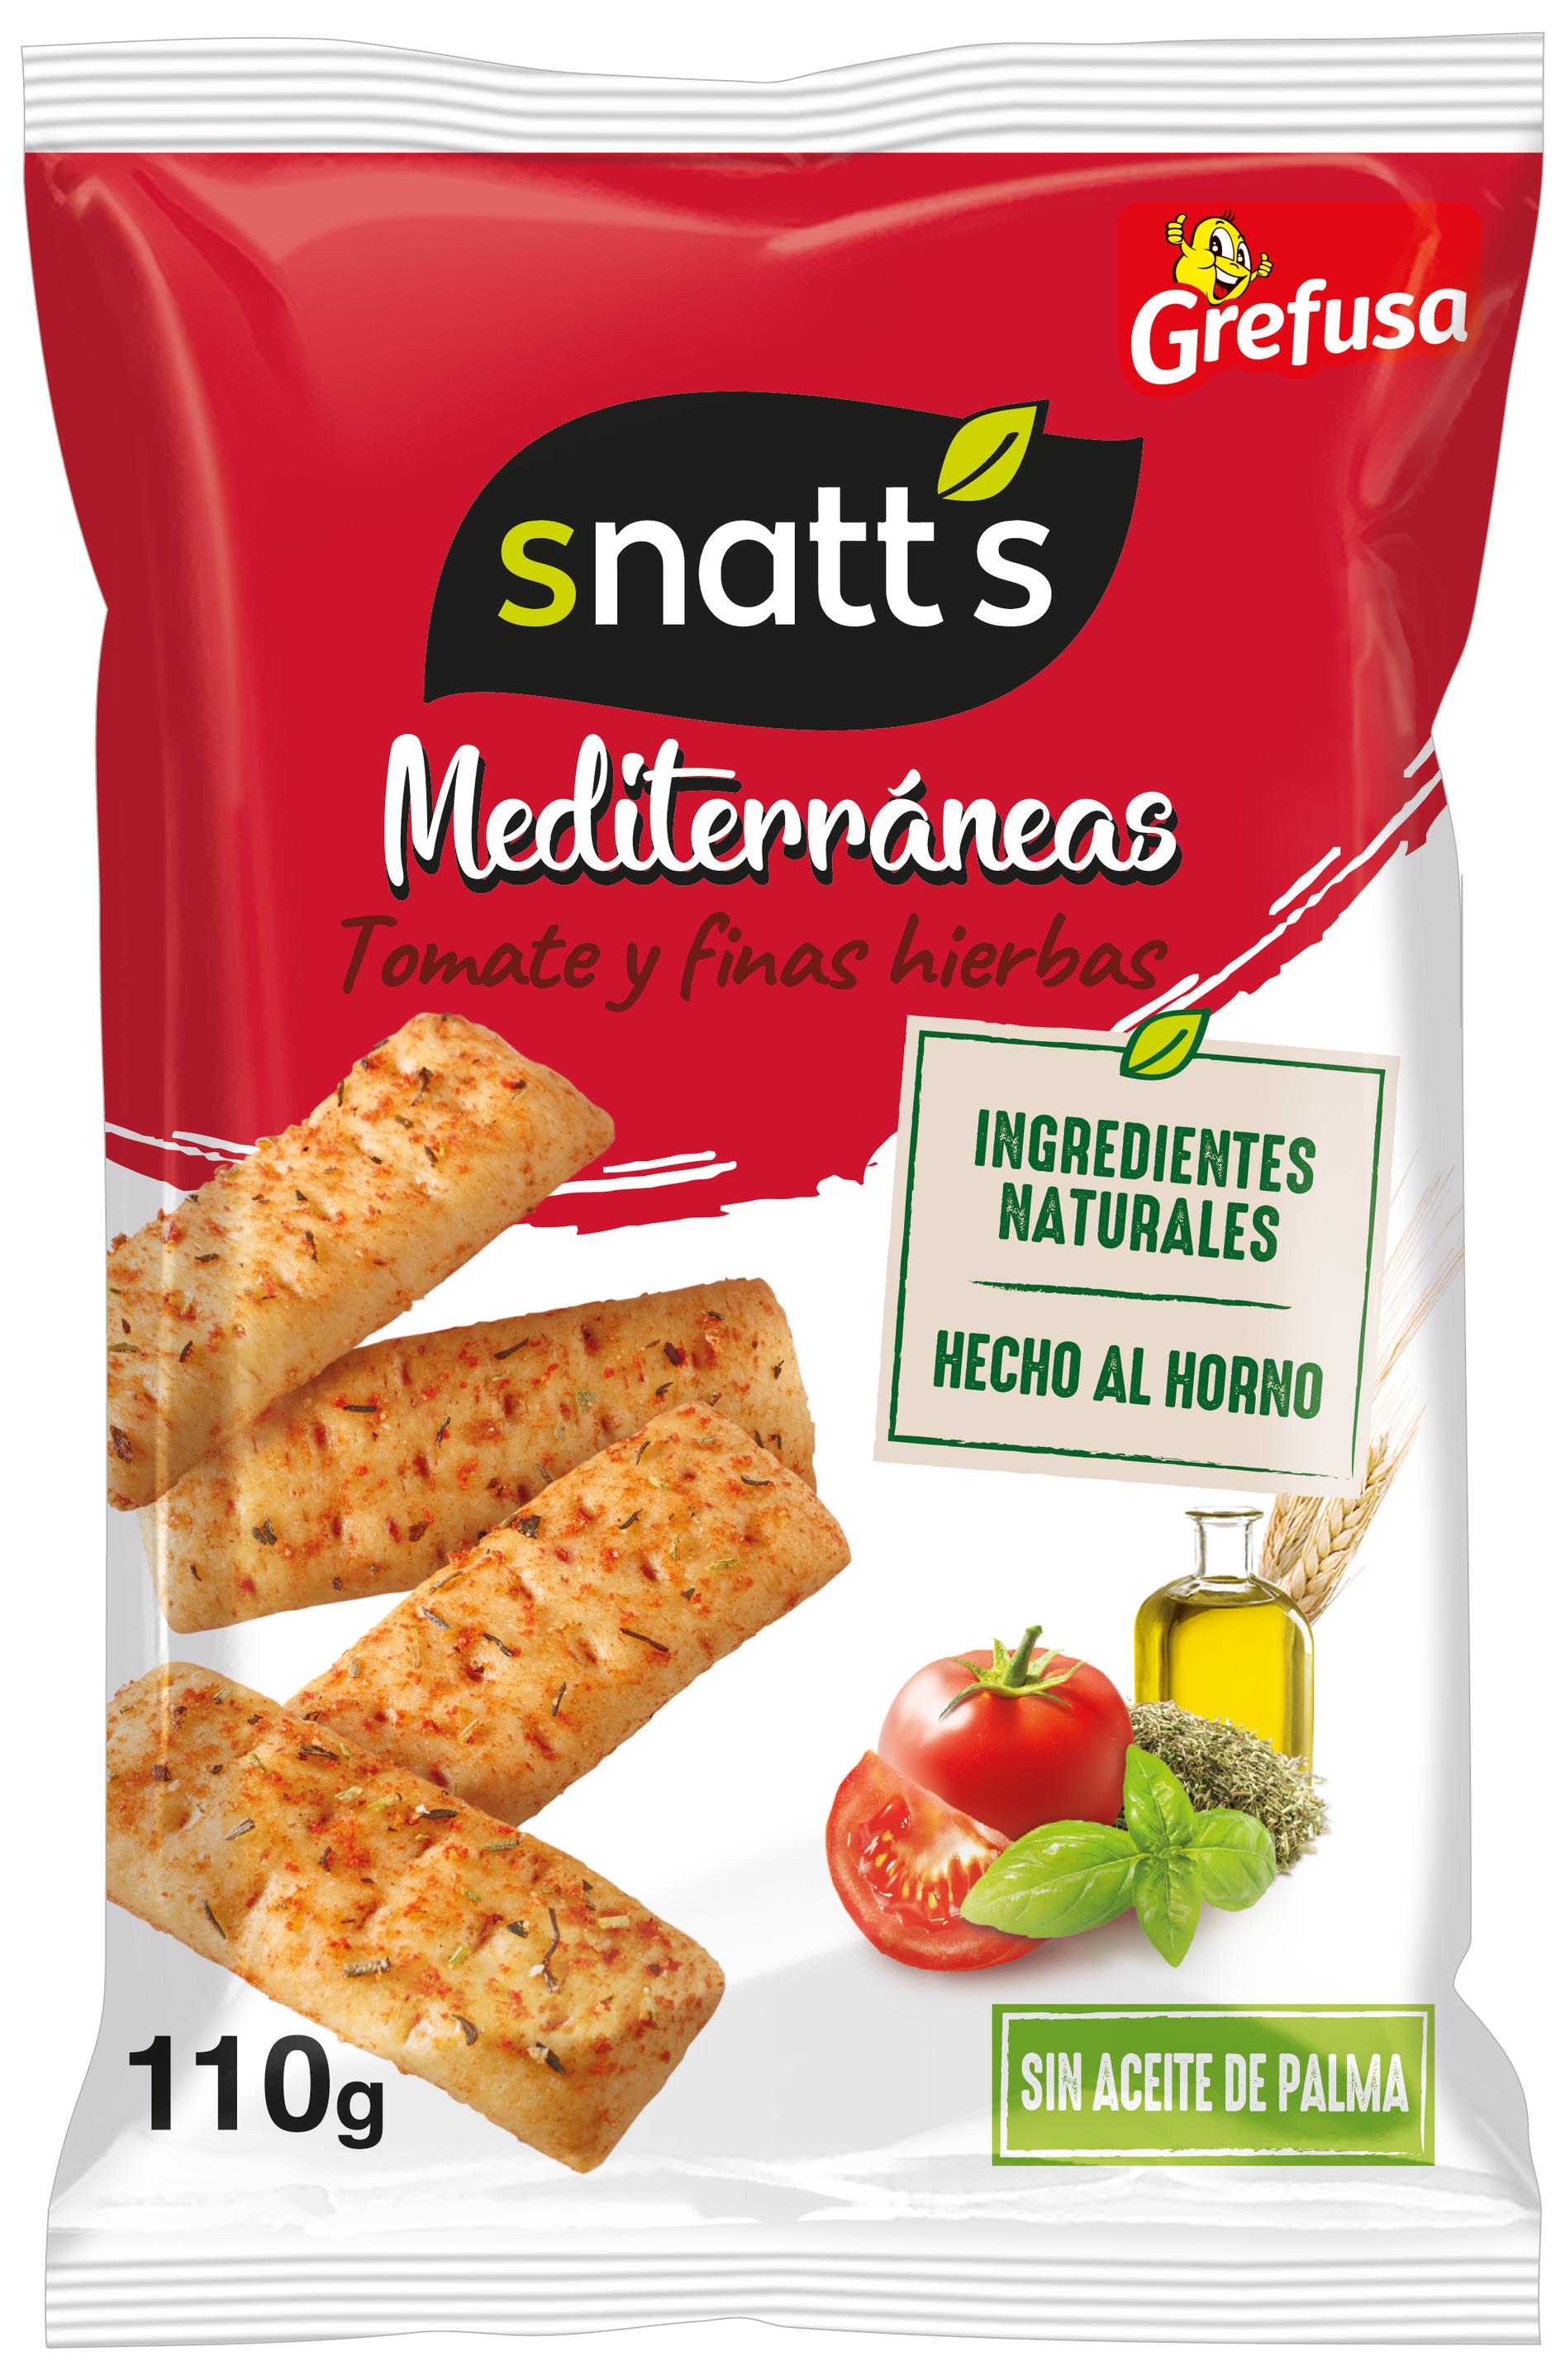 Grefusa
snatt's
Mediterráneas
Tomate y finas hierbas
INGREDIENTES
NATURALES
HECHO AL HORNO
110g
SIN ACEITE DE PALMA